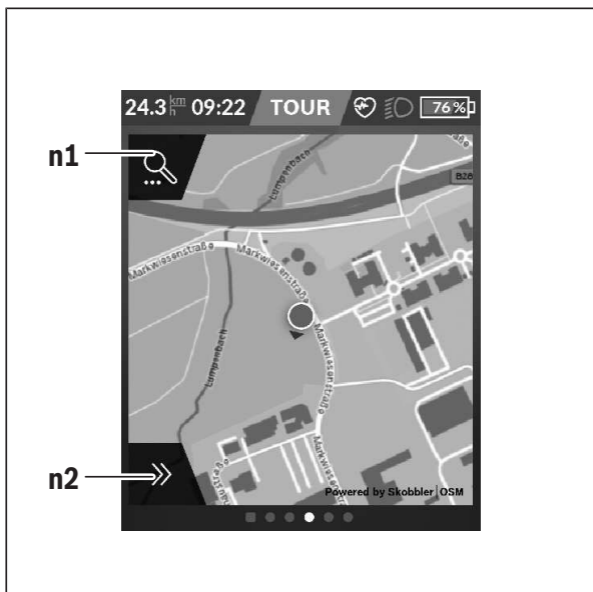 24.3 km/h 09:22 TOUR 76 %
n1
...
B28
Lumpenbach
Markwiesenstraße
Markwiesenstraße
Markwiesenstraße
Lumpenbach
Markwiesenstraße
n2
Powered by Skobbler|OSM